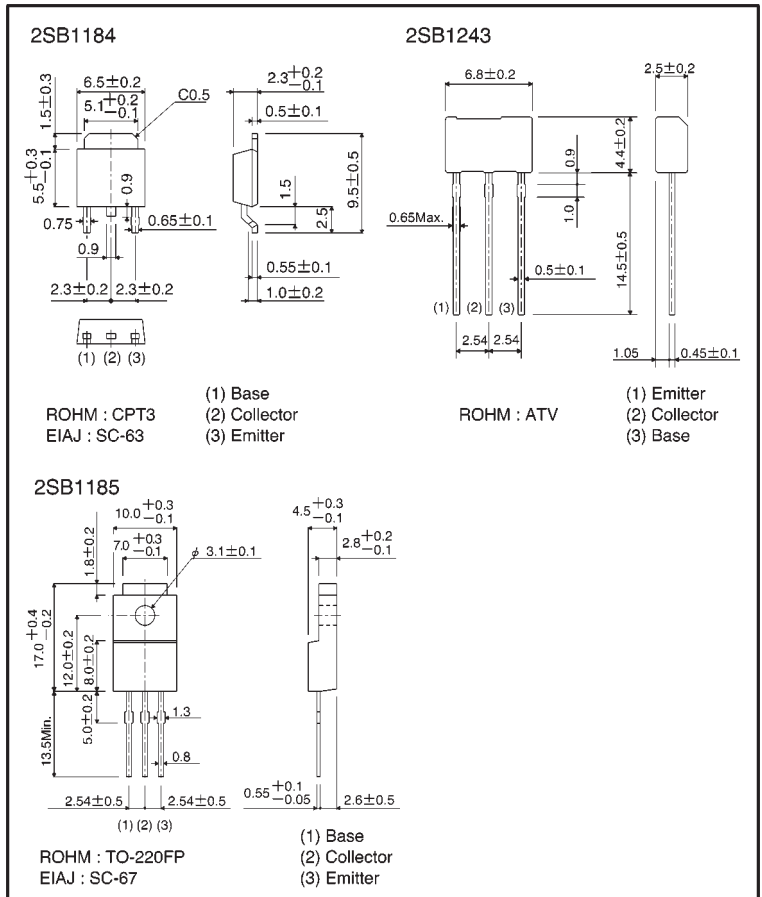 2SB1184
6.5±0.2
5.1 +0.2 −0.1
C0.5
1.5±0.3
5.5 +0.3 −0.1
0.9
0.75
0.65±0.1
0.9
2.3±0.2
2.3±0.2
(1) (2) (3)
2.3 +0.2 −0.1
0.5±0.1
1.5
2.5
9.5±0.5
0.55±0.1
1.0±0.2
ROHM : CPT3
EIAJ : SC-63
(1) Base
(2) Collector
(3) Emitter
2SB1243
6.8±0.2
2.5±0.2
4.4±0.2
0.9
1.0
0.65Max.
14.5±0.5
0.5±0.1
(1) (2) (3)
2.54 2.54
1.05
0.45±0.1
ROHM : ATV
(1) Emitter
(2) Collector
(3) Base
2SB1185
10.0 +0.3 −0.1
7.0 +0.3 −0.1
1.8±0.2
φ 3.1±0.1
17.0 +0.4 −0.2
12.0±0.2
8.0±0.2
5.0±0.2
13.5Min.
1.3
0.8
2.54±0.5
2.54±0.5
(1) (2) (3)
4.5 +0.3 −0.1
2.8 +0.2 −0.1
0.55 +0.1 −0.05
2.6±0.5
ROHM : TO-220FP
EIAJ : SC-67
(1) Base
(2) Collector
(3) Emitter